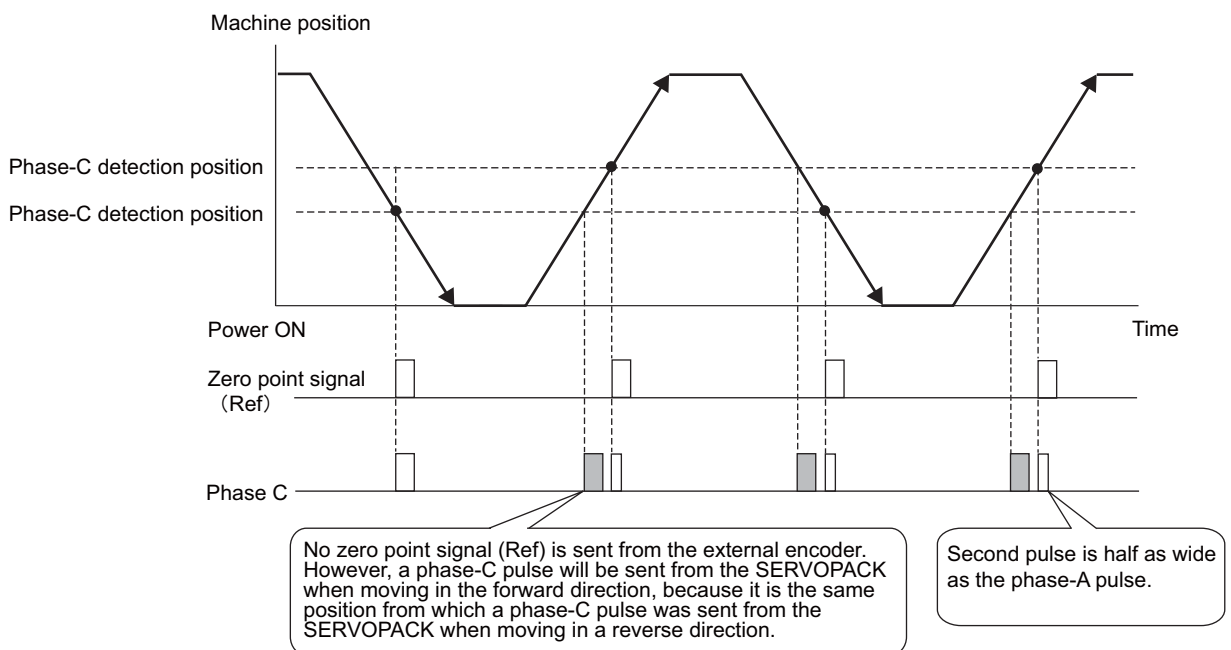 Machine position
Phase-C detection position
Phase-C detection position
Power ON
Time
Zero point signal
（Ref）
Phase C
No zero point signal (Ref) is sent from the external encoder.
However, a phase-C pulse will be sent from the SERVOPACK
when moving in the forward direction, because it is the same
position from which a phase-C pulse was sent from the
SERVOPACK when moving in a reverse direction.
Second pulse is half as wide
as the phase-A pulse.